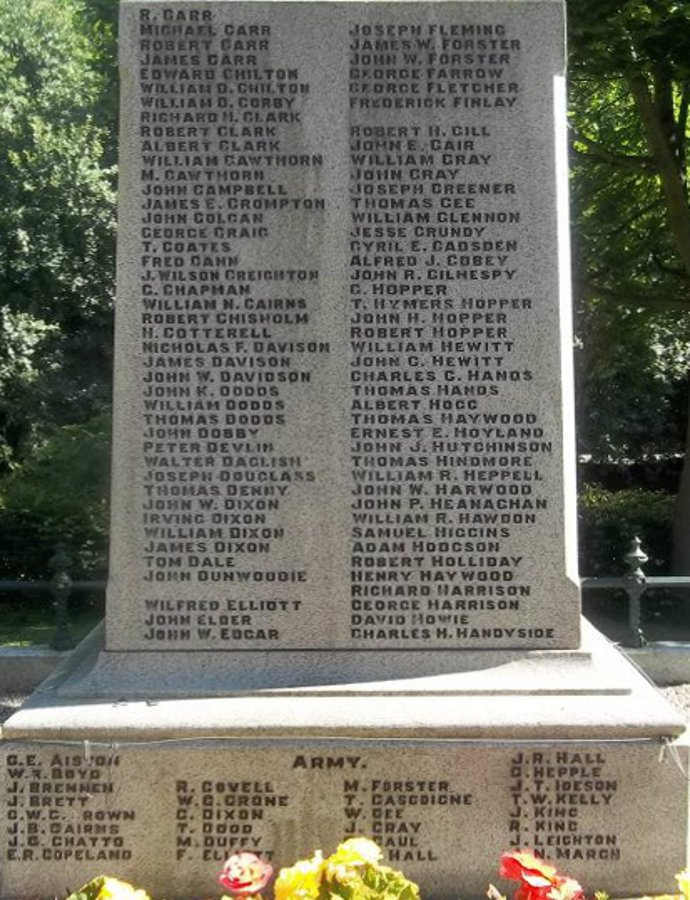 R. CARR
MICHAEL CARR
ROBERT CARR
JAMES CARR
EDWARD CHILTON
WILLIAM D. CHILTON
WILLIAM D. CORBY
RICHARD H. CLARK
ROBERT CLARK
ALBERT CLARK
WILLIAM CAWTHORN
M. CAWTHORN
JOHN CAMPBELL
JAMES E. CROMPTON
JOHN COLGAN
GEORGE CRAIG
T. COATES
FRED CAHN
J. WILSON CREIGHTON
C. CHAPMAN
WILLIAM N. CAIRNS
ROBERT CHISHOLM
H. COTTERELL
NICHOLAS F. DAVISON
JAMES DAVISON
JOHN W. DAVIDSON
JOHN K. DODDS
WILLIAM DODDS
THOMAS DODDS
JOHN DOBBY
PETER DEVLIN
WALTER DAGLISH
JOSEPH DOUGLASS
THOMAS DENNY
JOHN W. DIXON
IRVING DIXON
WILLIAM DIXON
JAMES DIXON
TOM DALE
JOHN DUNWOODIE
WILFRED ELLIOTT
JOHN ELDER
JOHN W. EDGAR
JOSEPH FLEMING
JAMES W. FORSTER
JOHN W. FORSTER
GEORGE FARROW
GEORGE FLETCHER
FREDERICK FINLAY
ROBERT H. GILL
JOHN E. GAIR
WILLIAM GRAY
JOHN GRAY
JOSEPH GREENER
THOMAS GEE
WILLIAM GLENNON
JESSE GRUNDY
CYRIL E. GADSDEN
ALFRED J. GOBEY
JOHN R. GILHESPY
G. HOPPER
T. HYMERS HOPPER
JOHN H. HOPPER
ROBERT HOPPER
WILLIAM HEWITT
JOHN G. HEWITT
CHARLES G. HANDS
THOMAS HANDS
ALBERT HOGG
THOMAS HAYWOOD
ERNEST E. HOYLAND
JOHN J. HUTCHINSON
THOMAS HINDMORE
WILLIAM R. HEPPELL
JOHN W. HARWOOD
JOHN P. HEANAGHAN
WILLIAM R. HAWDON
SAMUEL HIGGINS
ADAM HODGSON
ROBERT HOLLIDAY
HENRY HAYWOOD
RICHARD HARRISON
GEORGE HARRISON
DAVID HOWIE
CHARLES H. HANDYSIDE
ARMY.
C.E. AISTON
W.R. BOYD
J. BRENNEN
J. BRETT
C.W.G. ROWN
J.B. CAIRNS
J.G. CHATTO
E.R. COPELAND
R. COVELL
W.G. CRONE
C. DIXON
T. DOOD
M. DUFFY
F. ELLIOTT
M. FORSTER
T. GASCOIGNE
W. GEE
J. GRAY
HALL
J.R. HALL
G. HEPPLE
J.T. IDESON
T.W. KELLY
J. KING
R. KING
J. LEIGHTON
N. MARCH